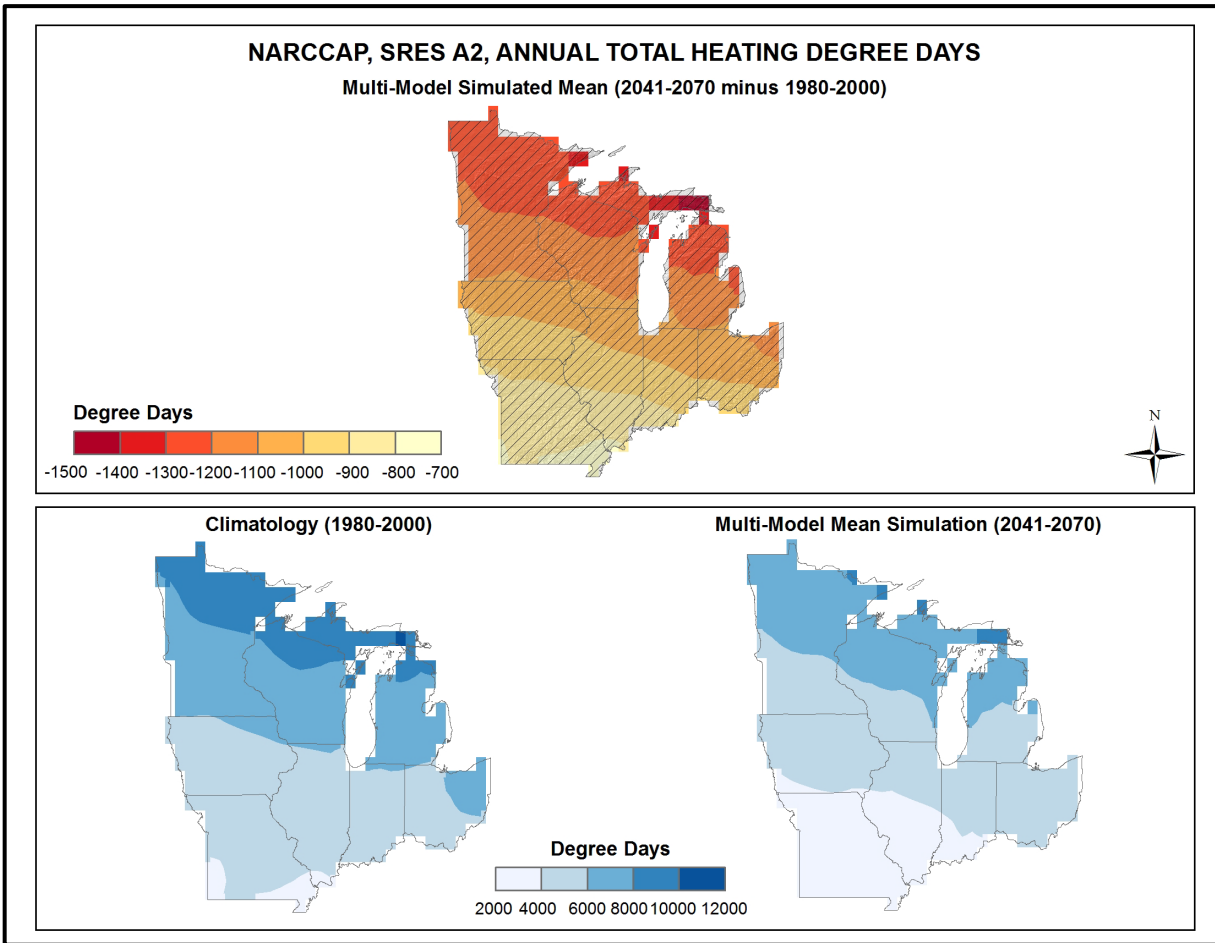 NARCCAP, SRES A2, ANNUAL TOTAL HEATING DEGREE DAYS
Multi-Model Simulated Mean (2041-2070 minus 1980-2000)
Degree Days
-1500 -1400 -1300 -1200 -1100 -1000 -900 -800 -700
N
Climatology (1980-2000)
Multi-Model Mean Simulation (2041-2070)
Degree Days
2000 4000 6000 8000 10000 12000